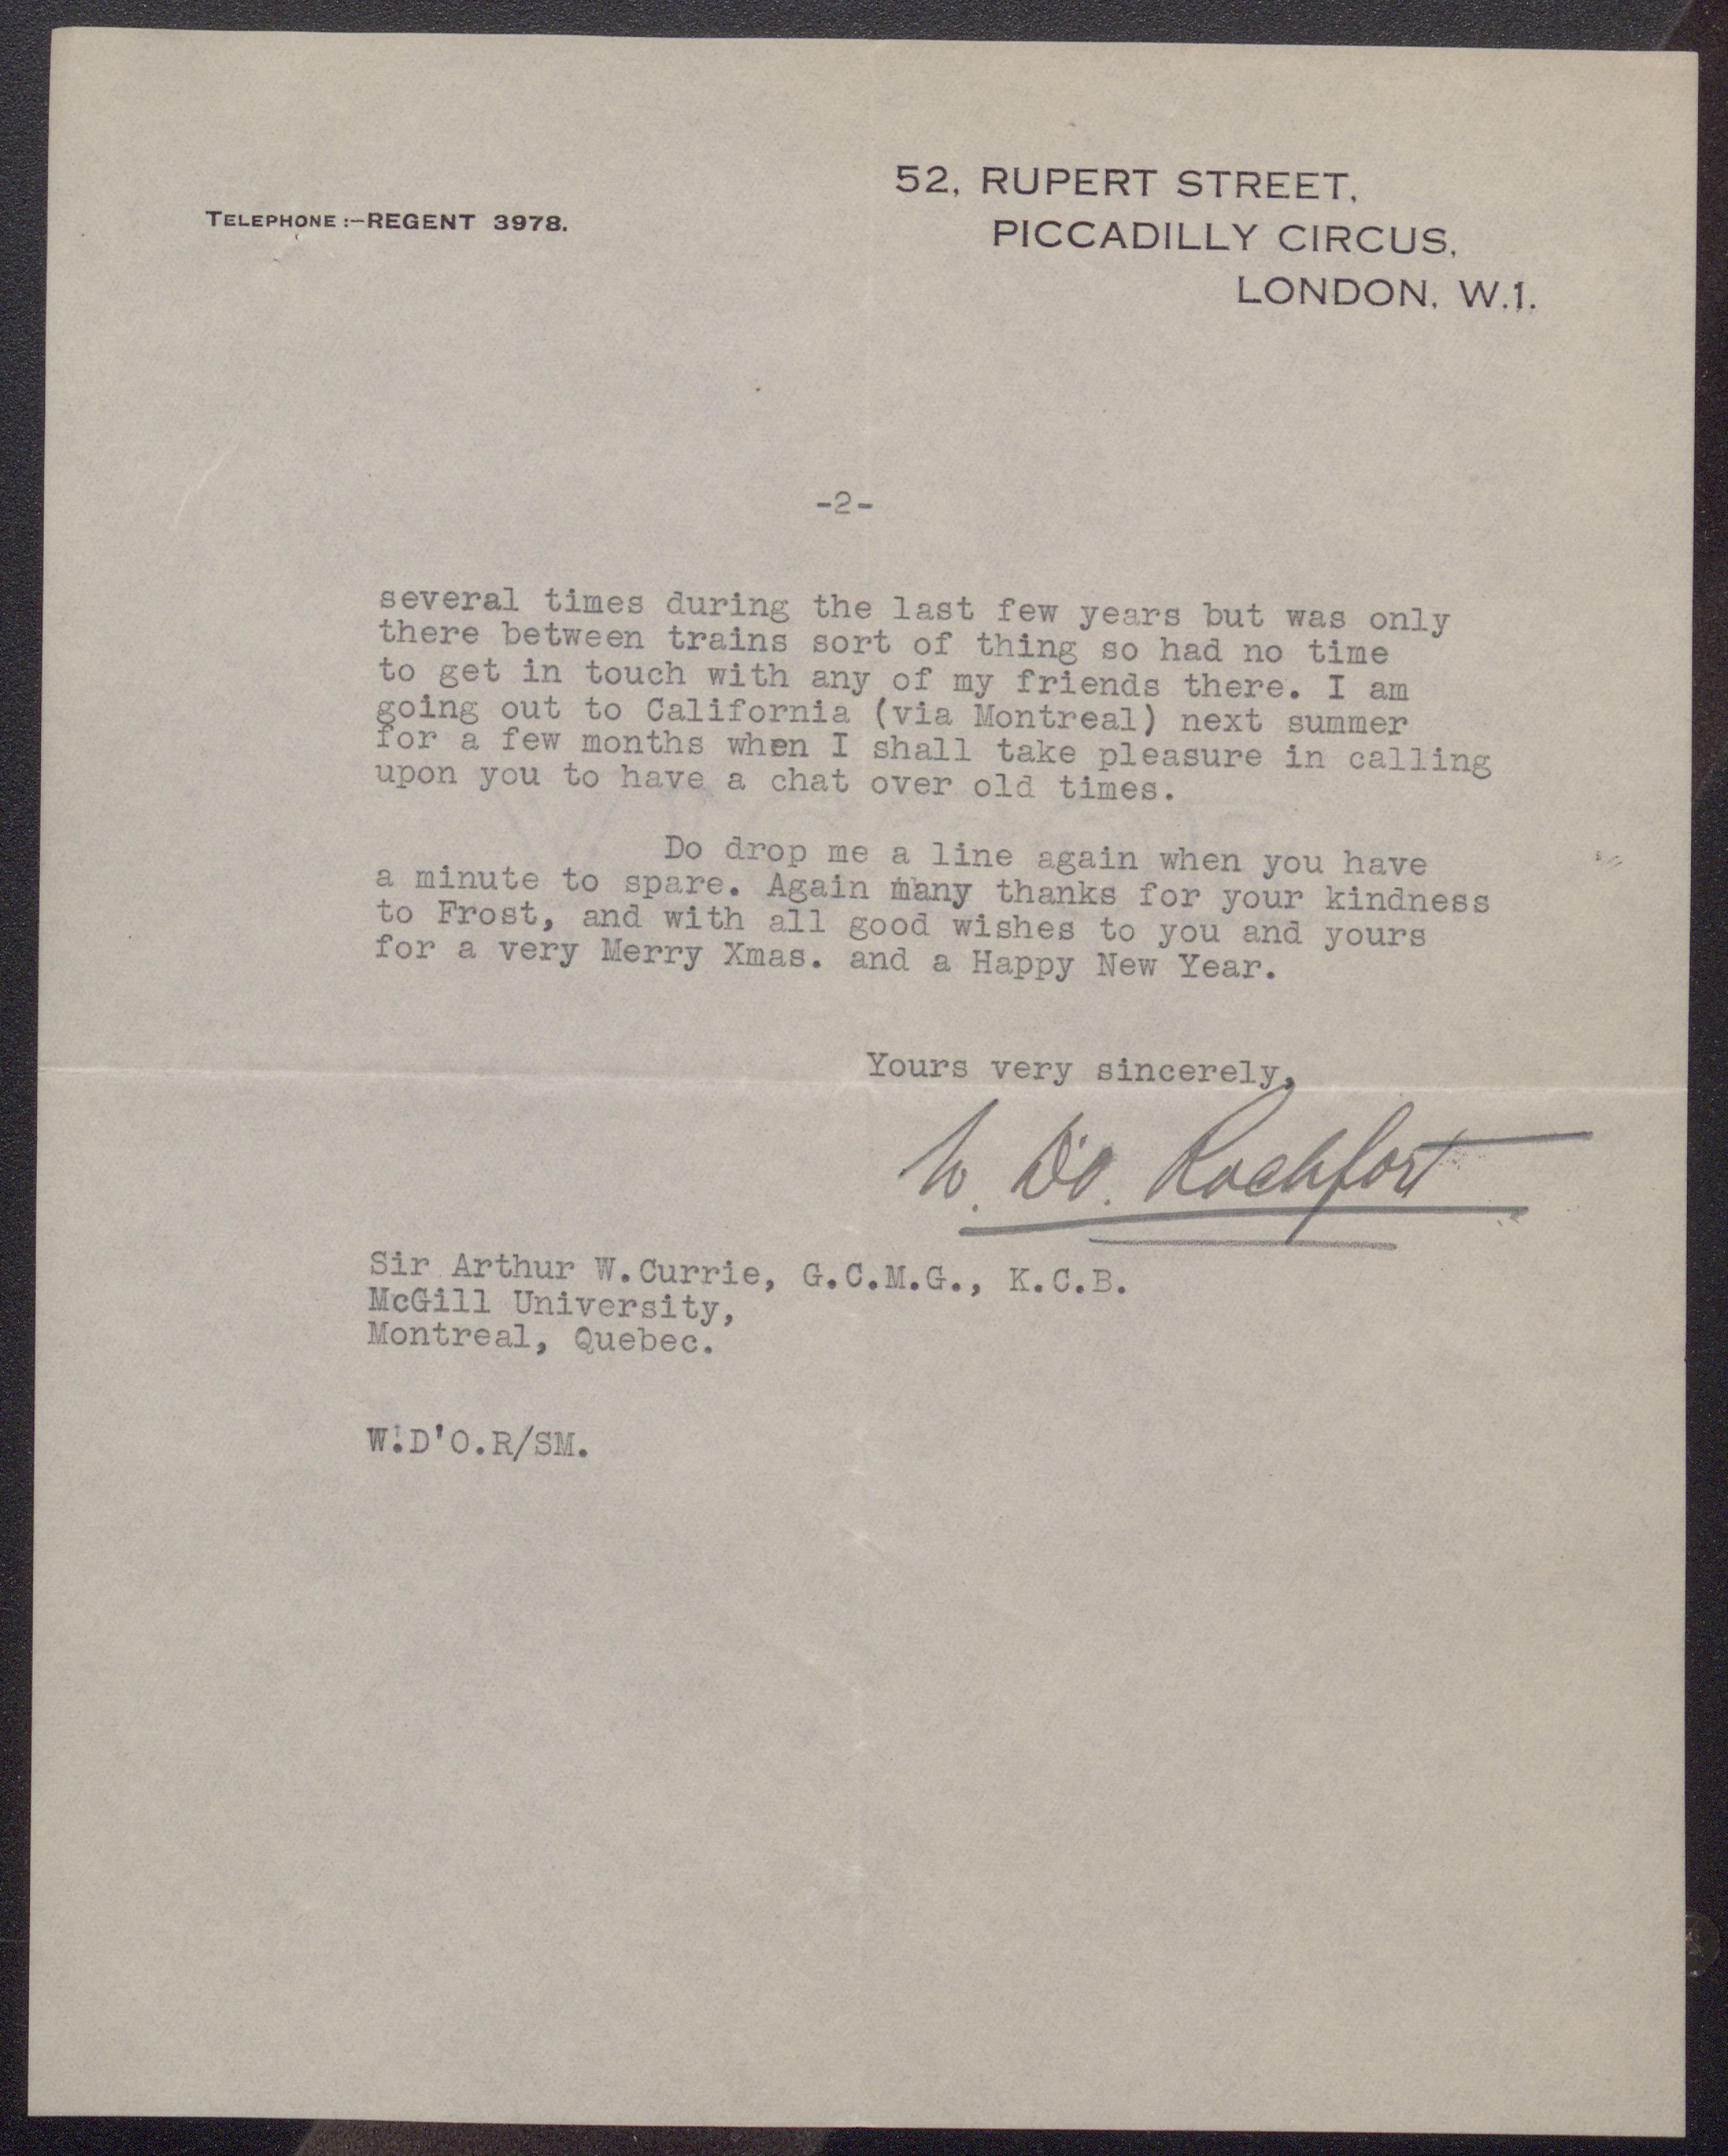 52, RUPERT STREET,
TELEPHONE :—REGENT 3978.
PICCADILLY CIRCUS,
LONDON, W.1.
-2-
several times during the last few years but was only
there between trains sort of thing so had no time
to get in touch with any of my friends there. I am
going out to California (via Montreal) next summer
for a few months when I shall take pleasure in calling
upon you to have a chat over old times.
Do drop me a line again when you have
a minute to spare. Again many thanks for your kindness
to Frost, and with all good wishes to you and yours
for a very Merry Xmas. and a Happy New Year.
Yours very sincerely,
W. D'O. Rochfort
Sir Arthur W.Currie, G.C.M.G., K.C.B.
McGill University,
Montreal, Quebec.
W.D'O.R/SM.